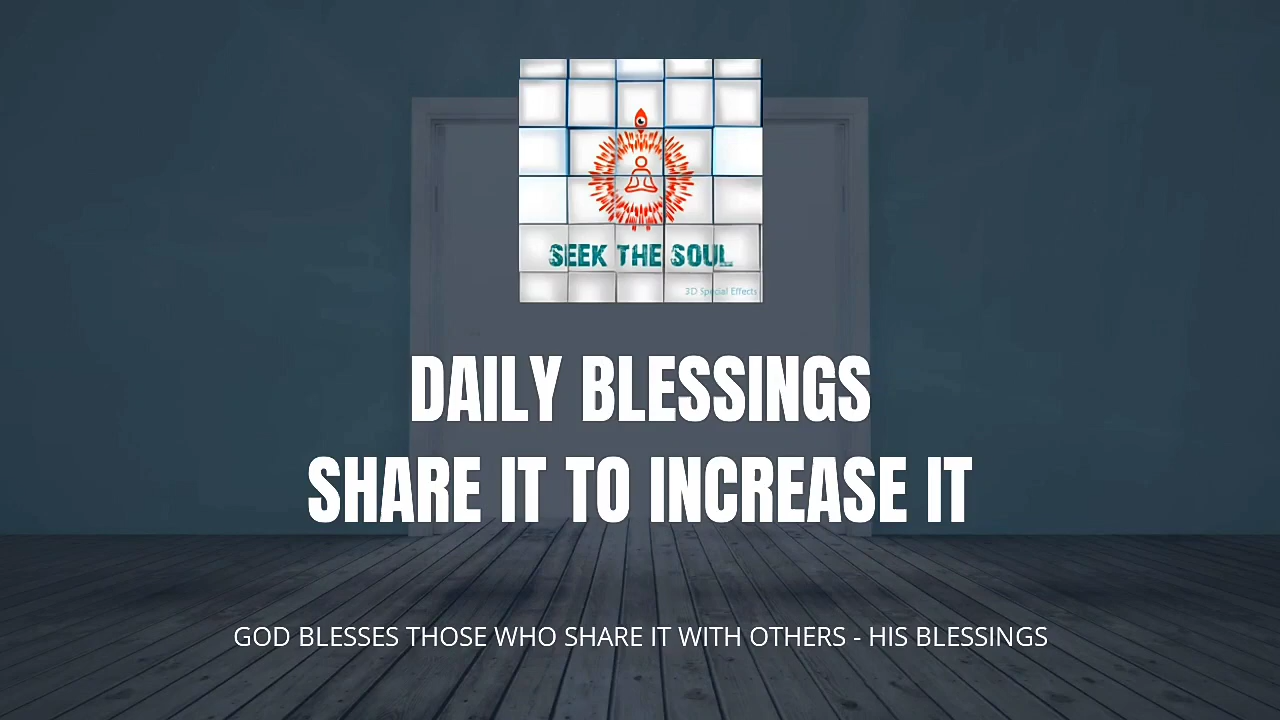 SEEK THE SOUL
3D Special Effects
DAILY BLESSINGS
SHARE IT TO INCREASE IT
GOD BLESSES THOSE WHO SHARE IT WITH OTHERS - HIS BLESSINGS